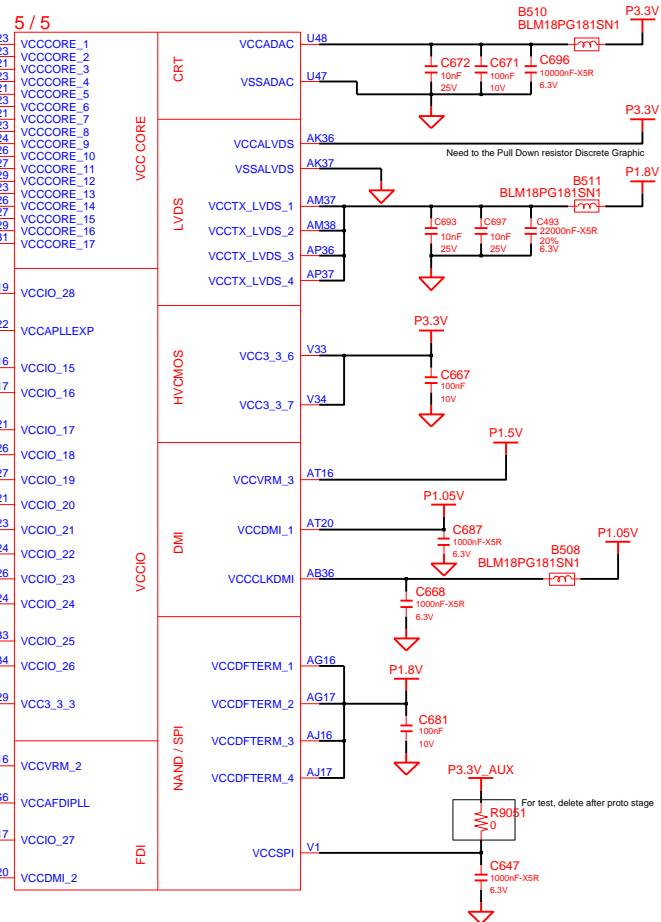 5 / 5
VCCCORE_1
VCCCORE_2
VCCCORE_3
VCCCORE_4
VCCCORE_5
VCCCORE_6
VCCCORE_7
VCCCORE_8
VCCCORE_9
VCCCORE_10
VCCCORE_11
VCCCORE_12
VCCCORE_13
VCCCORE_14
VCCCORE_15
VCCCORE_16
VCCCORE_17
VCC CORE
VCCIO_28
VCCAPLLEXP
VCCIO_15
VCCIO_16
VCCIO_17
VCCIO_18
VCCIO_19
VCCIO_20
VCCIO_21
VCCIO_22
VCCIO_23
VCCIO_24
VCCIO_25
VCCIO_26
VCC3_3_3
VCCIO
VCCVRM_2
VCCAFDIPLL
VCCIO_27
VCCDMI_2
FDI
CRT
VCCADAC U48
VSSADAC U47
B510 P3.3V
BLM18PG181SN1
C672
10nF
25V
C671
100nF
10V
C696
10000nF-X5R
6.3V
LVDS
VCCALVDS AK36
P3.3V
Need to the Pull Down resistor Discrete Graphic
VSSALVDS AK37
VCCTX_LVDS_1 AM37
VCCTX_LVDS_2 AM38
VCCTX_LVDS_3 AP36
VCCTX_LVDS_4 AP37
P1.8V
B511
BLM18PG181SN1
C693
10nF
25V
C697
10nF
25V
C493
22000nF-X5R
20%
6.3V
HVCMOS
VCC3_3_6 V33
VCC3_3_7 V34
P3.3V
C667
100nF
10V
DMI
VCCVRM_3 AT16
P1.5V
VCCDMI_1 AT20
P1.05V
C687
1000nF-X5R
6.3V
VCCCLKDMI AB36
B508 P1.05V
BLM18PG181SN1
C668
1000nF-X5R
6.3V
NAND / SPI
VCCDFTERM_1 AG16
VCCDFTERM_2 AG17
VCCDFTERM_3 AJ16
VCCDFTERM_4 AJ17
P1.8V
C681
100nF
10V
VCCSPI V1
P3.3V_AUX
R9051
0
For test, delete after proto stage
C647
1000nF-X5R
6.3V